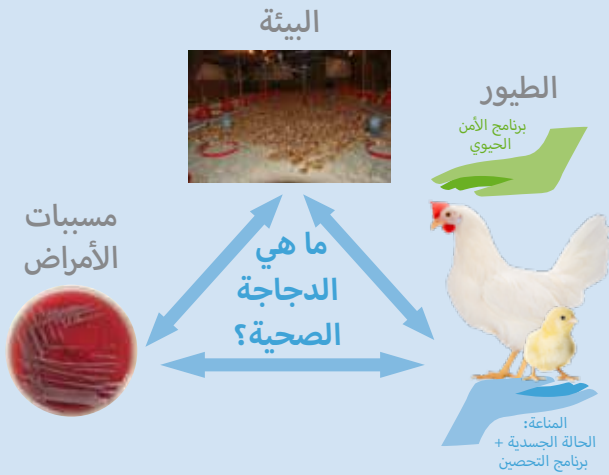 البيئة
الطيور
برنامج الأمن
الحيوي
مسببات
الأمراض
ما هي
الدجاجة
الصحية؟
المناعة:
الحالة الجسدية +
برنامج التحصين